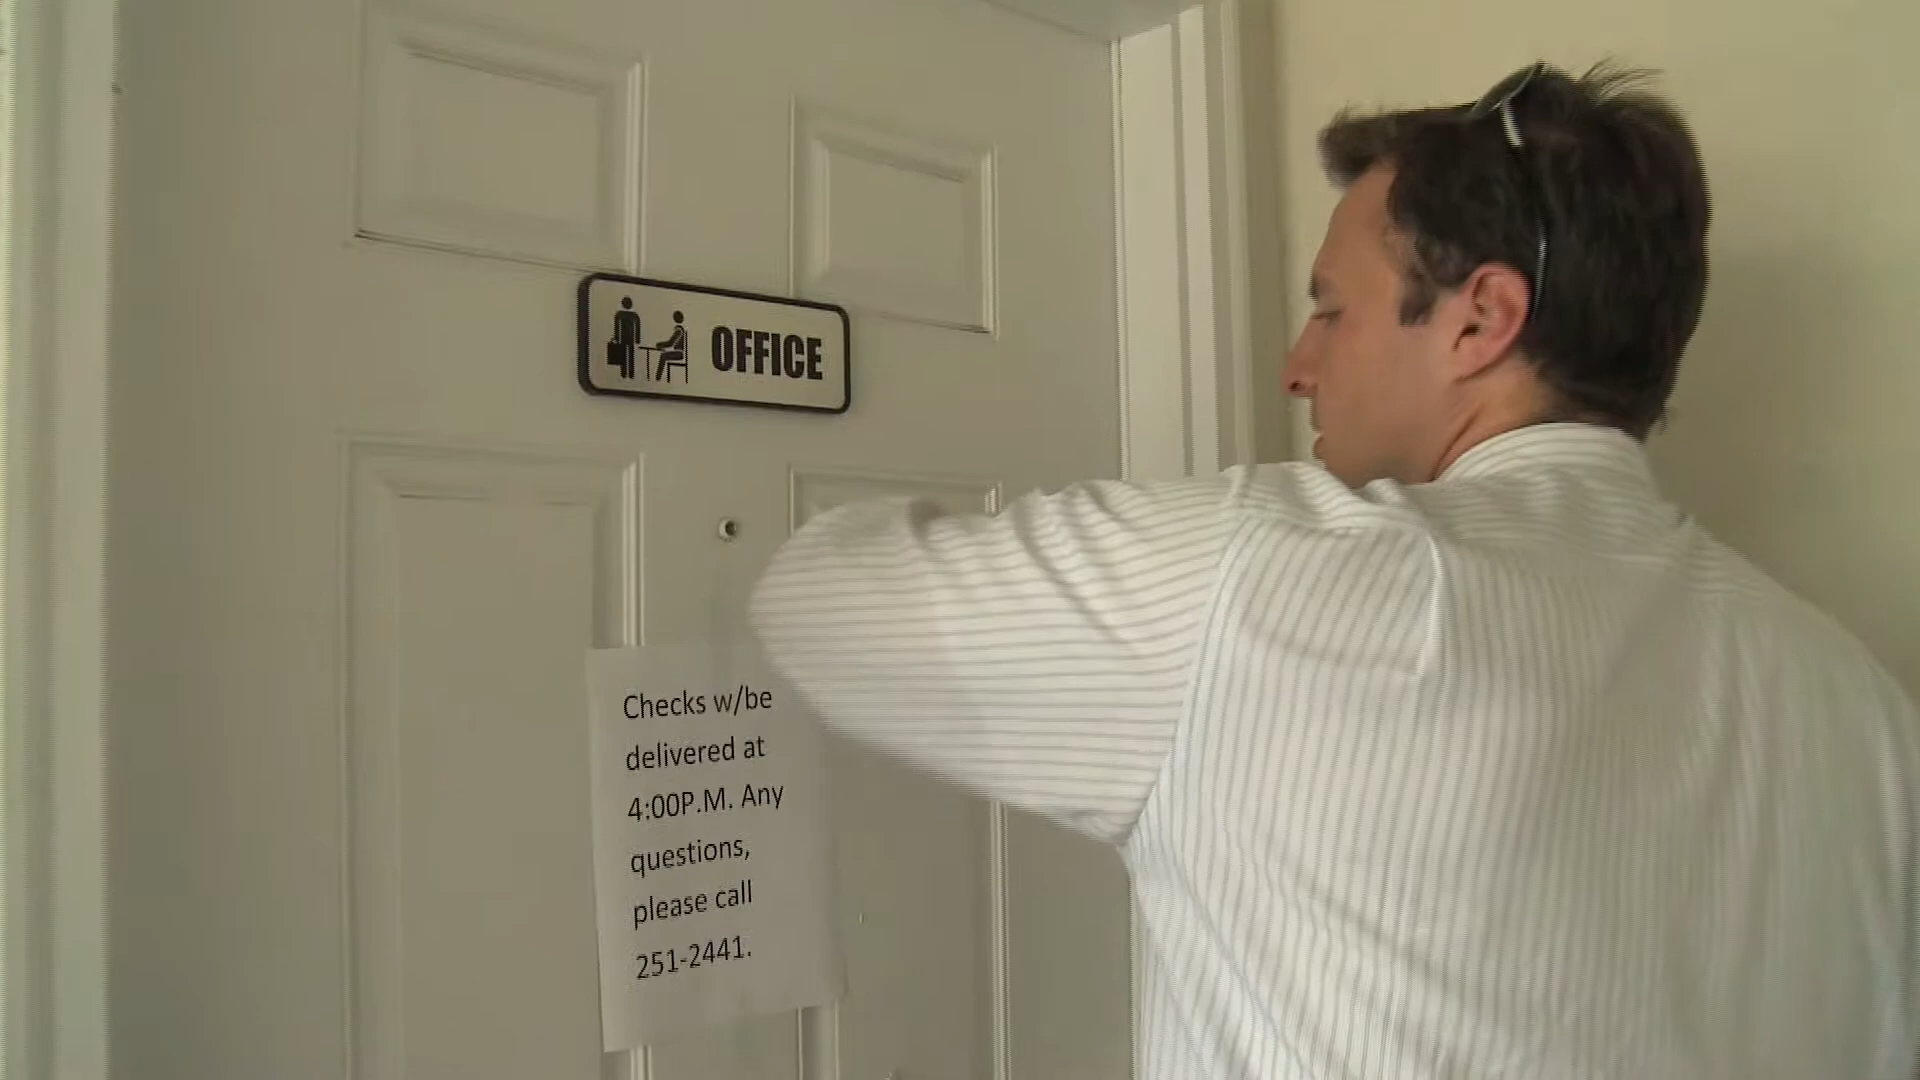 OFFICE
Checks w/be
delivered at
4:00P.M. Any
questions,
please call
251-2441.